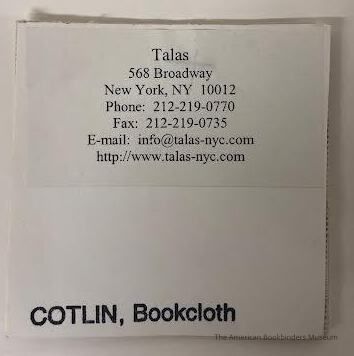 Talas
568 Broadway
New York, NY 10012
Phone: 212-219-0770
Fax: 212-219-0735
E-mail: info@talas-nyc.com
http://www.talas-nyc.com
COTLIN, Bookcloth
The American Bookbinders Museum